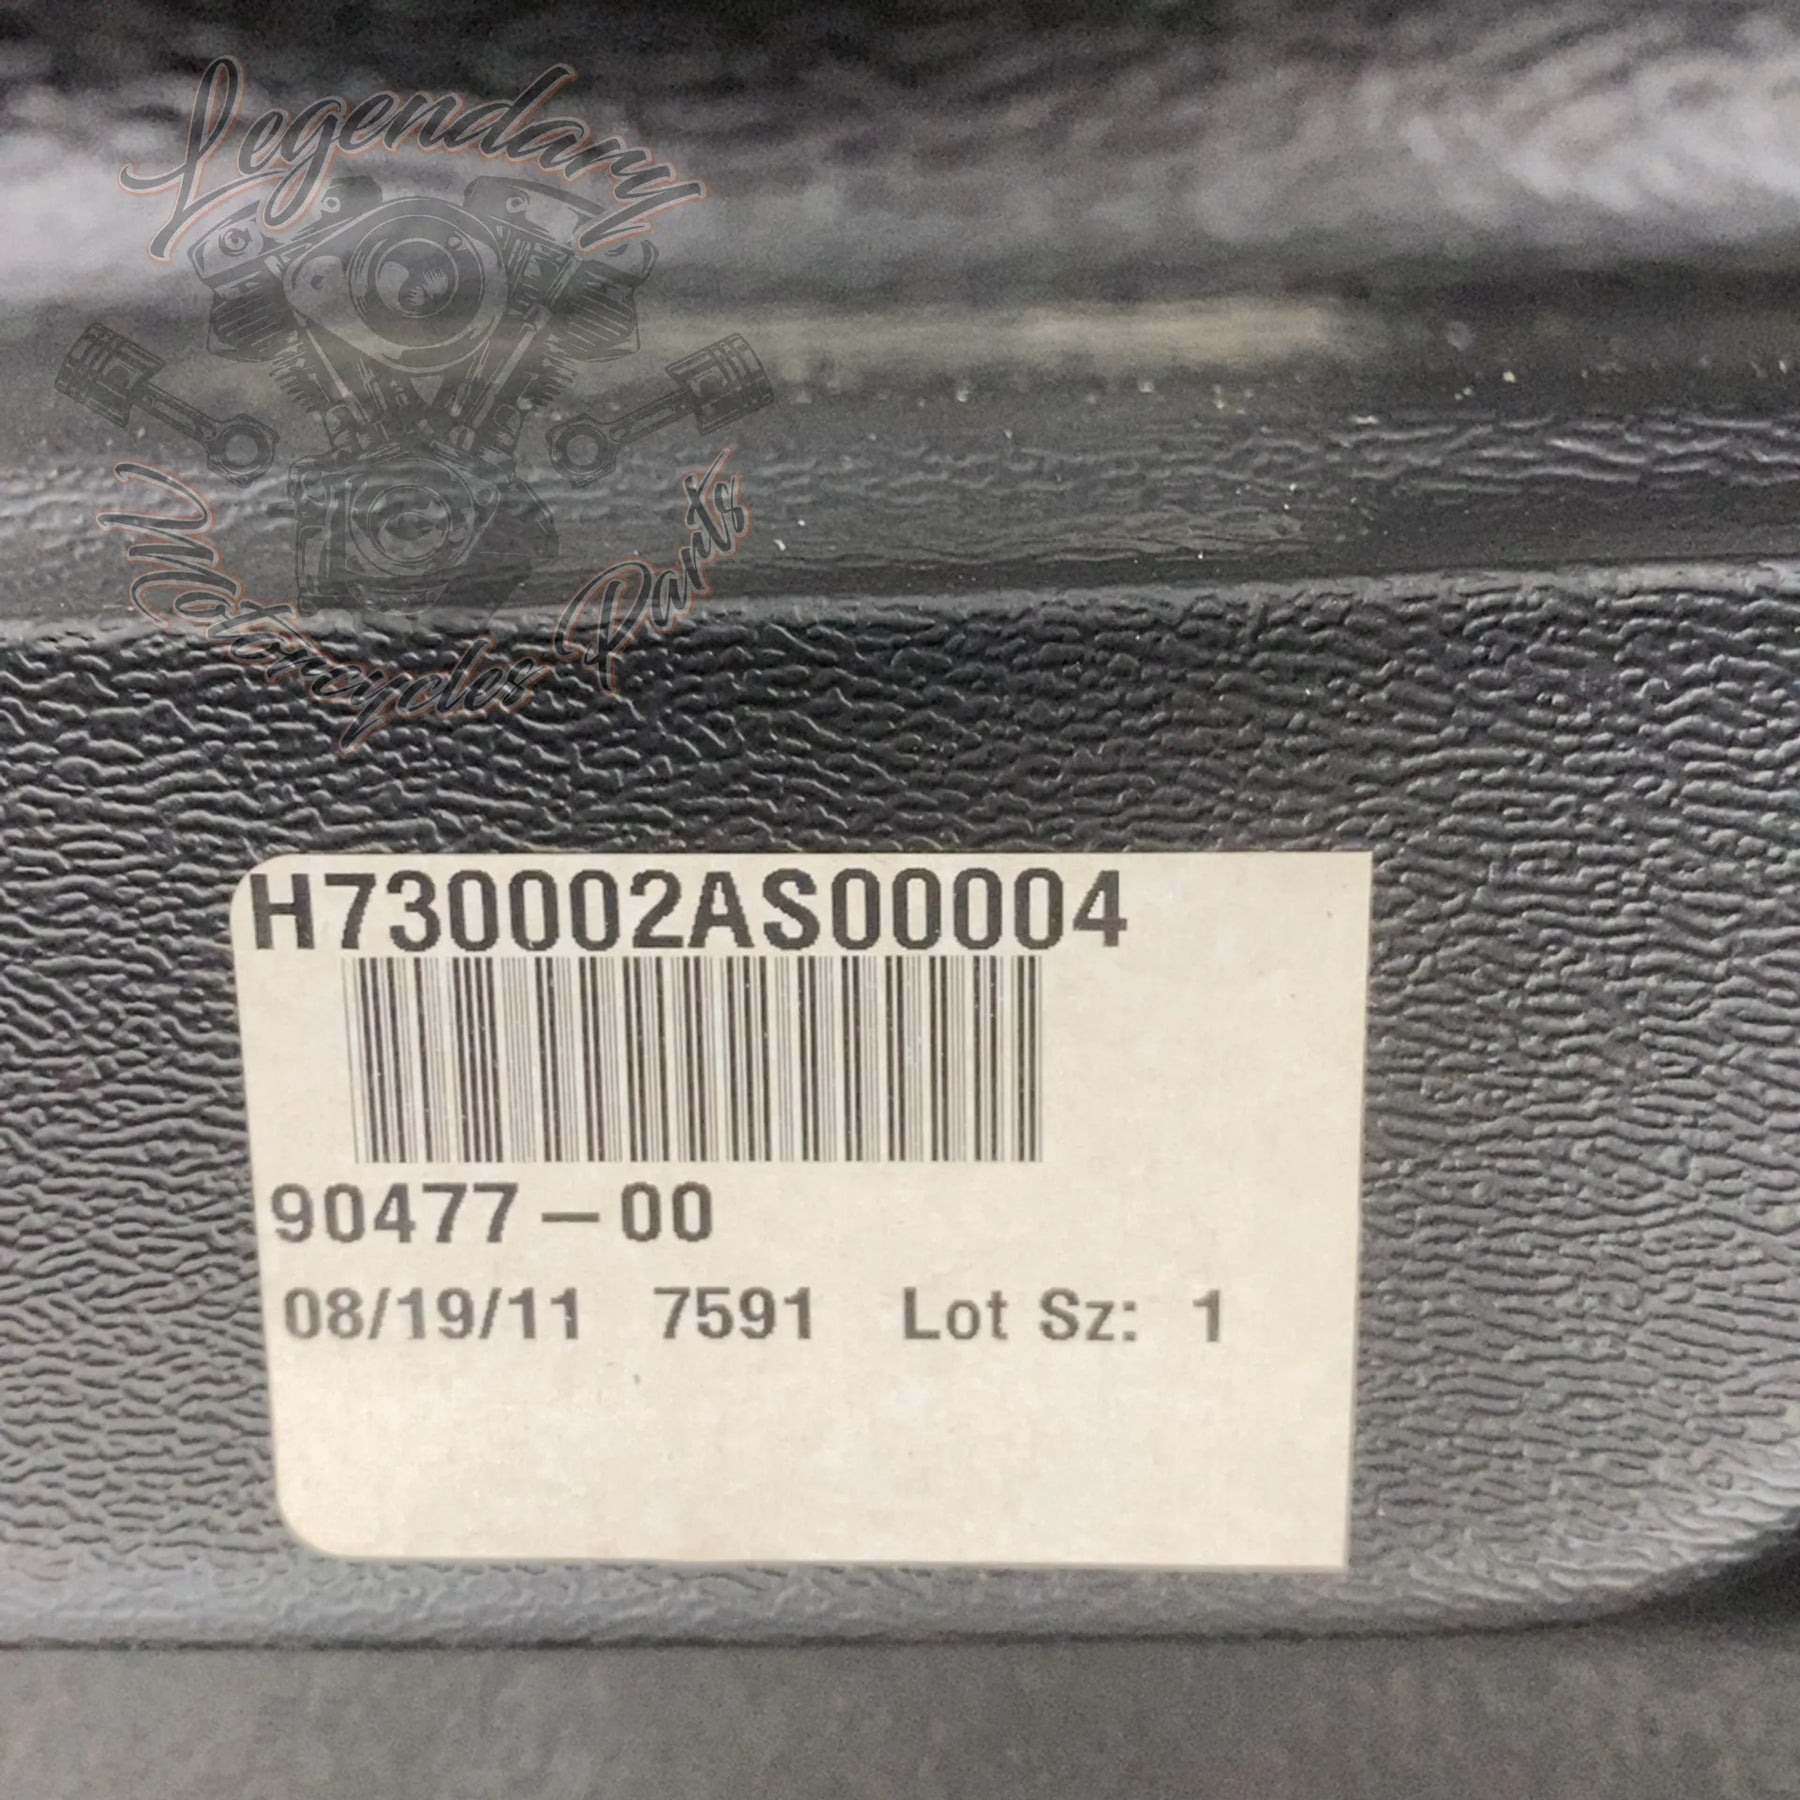 Legendary
Motorcycles Parts
H730002AS00004
90477-00
08/19/11 7591 Lot Sz: 1